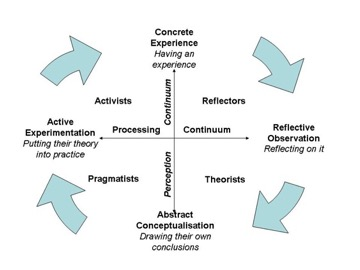 Concrete
Experience
Having an
experience
Activists
Continuum
Reflectors
Active
Experimentation
Putting their theory
into practice
Processing
Continuum
Reflective
Observation
Reflecting on it
Pragmatists
Perception
Theorists
Abstract
Conceptualisation
Drawing their own
conclusions